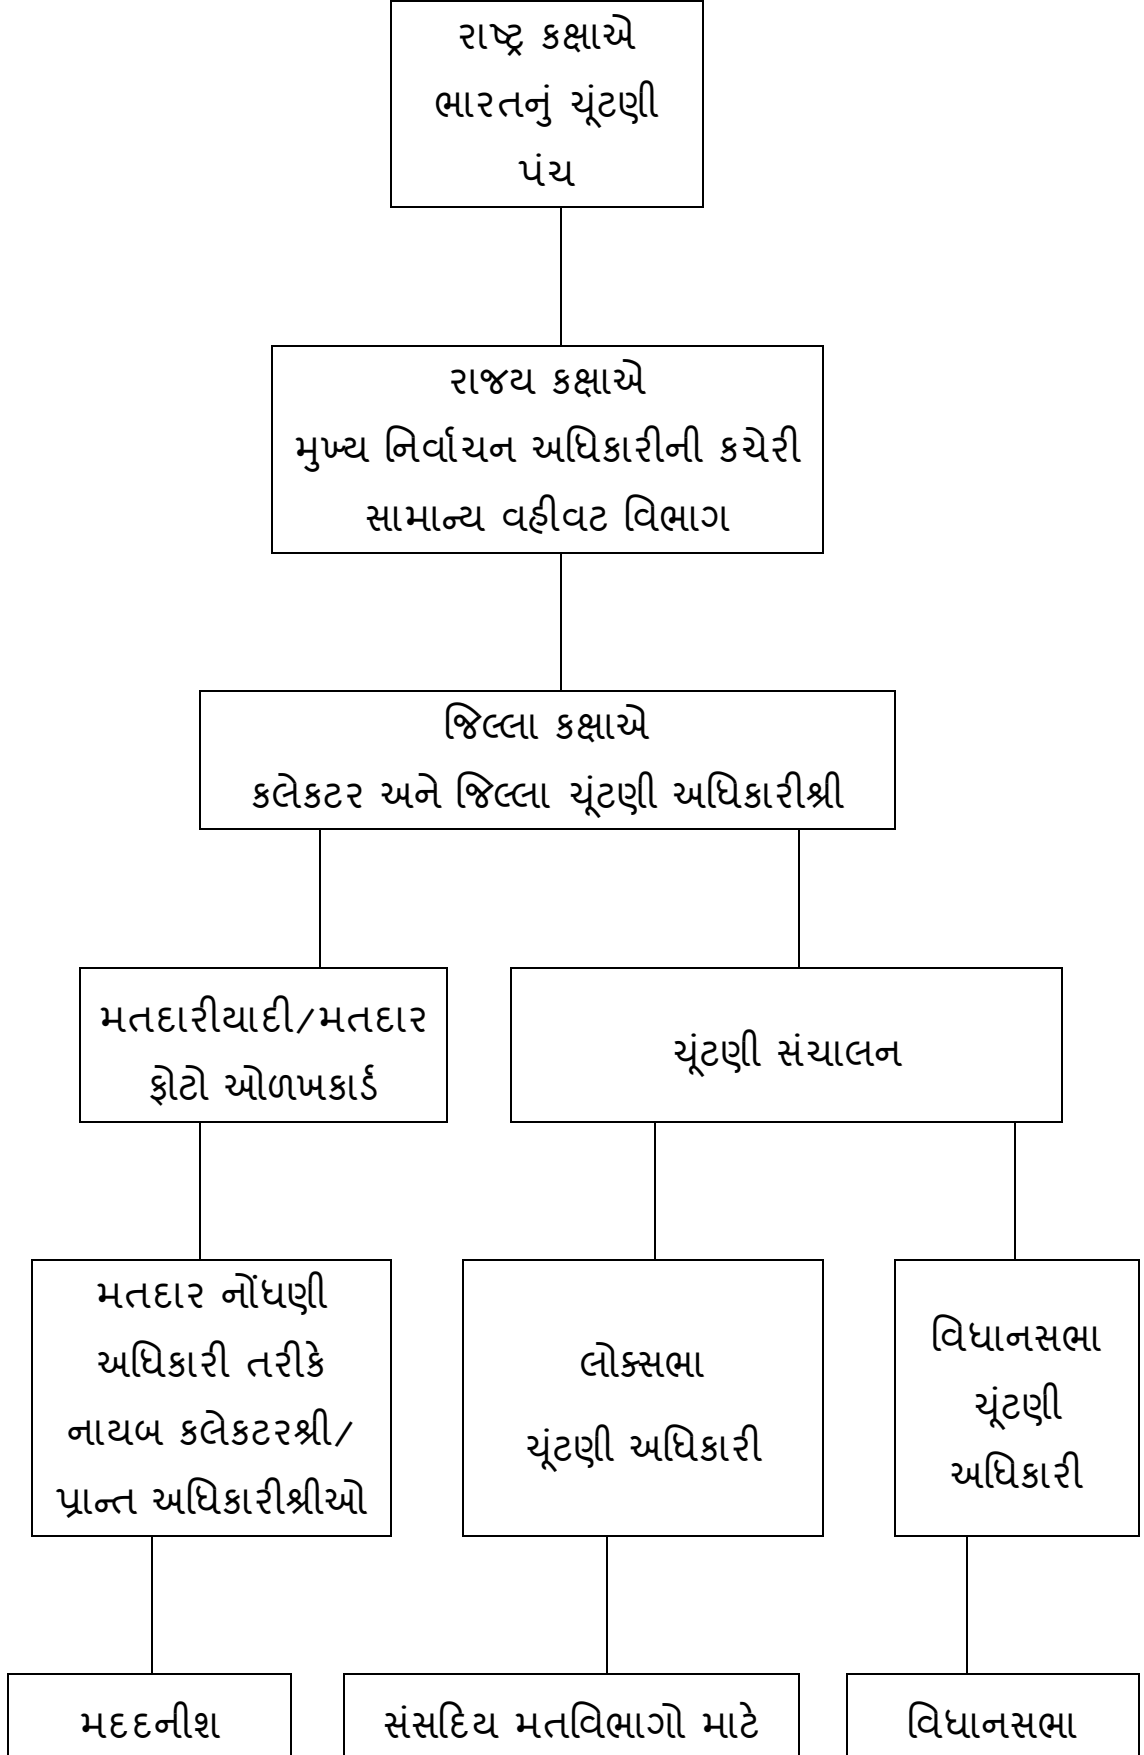 રાષ્ટ્ર કક્ષાએ
ભારતનું ચૂંટણી
પંચ
રાજય કક્ષાએ
મુખ્ય નિર્વાચન અધિકારીની કચેરી
સામાન્ય વહીવટ વિભાગ
જિલ્લા કક્ષાએ
કલેકટર અને જિલ્લા ચૂંટણી અધિકારીશ્રી
મતદારીયાદી/મતદાર
ફોટો ઓળખકાર્ડ
ચૂંટણી સંચાલન
મતદાર નોંધણી
અધિકારી તરીકે
નાયબ કલેકટરશ્રી/
પ્રાન્ત અધિકારીશ્રીઓ
લોક્સભા
ચૂંટણી અધિકારી
વિધાનસભા
ચૂંટણી
અધિકારી
મદદનીશ
સંસદિય મતવિભાગો માટે
વિધાનસભા